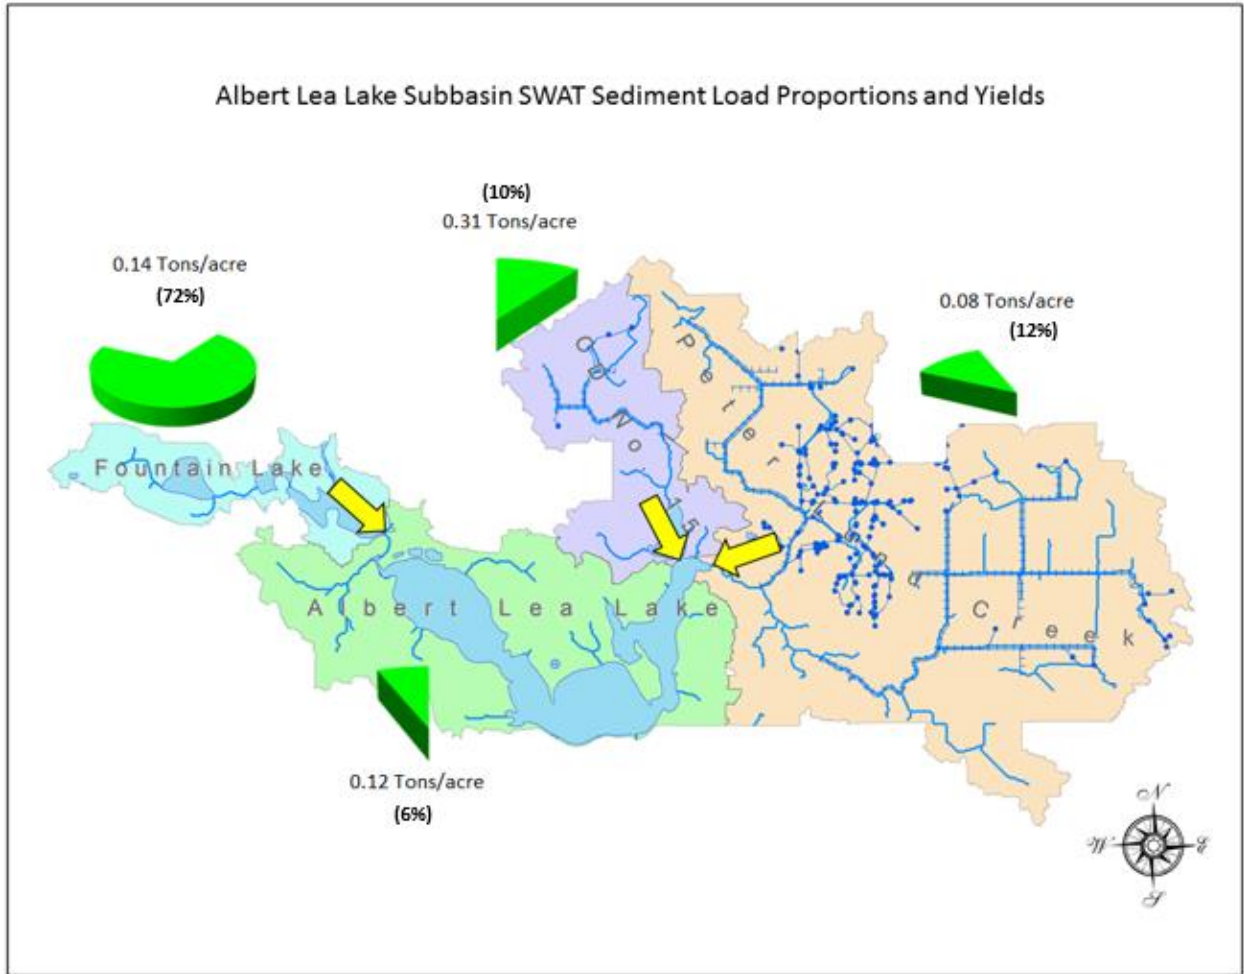 Albert Lea Lake Subbasin SWAT Sediment Load Proportions and Yields
(10%)
0.31 Tons/acre
0.14 Tons/acre
(72%)
0.08 Tons/acre
(12%)
Fountain Lake
CD No 15
Peter Lund Creek
Albert Lea Lake
0.12 Tons/acre
(6%)
N
W E
S